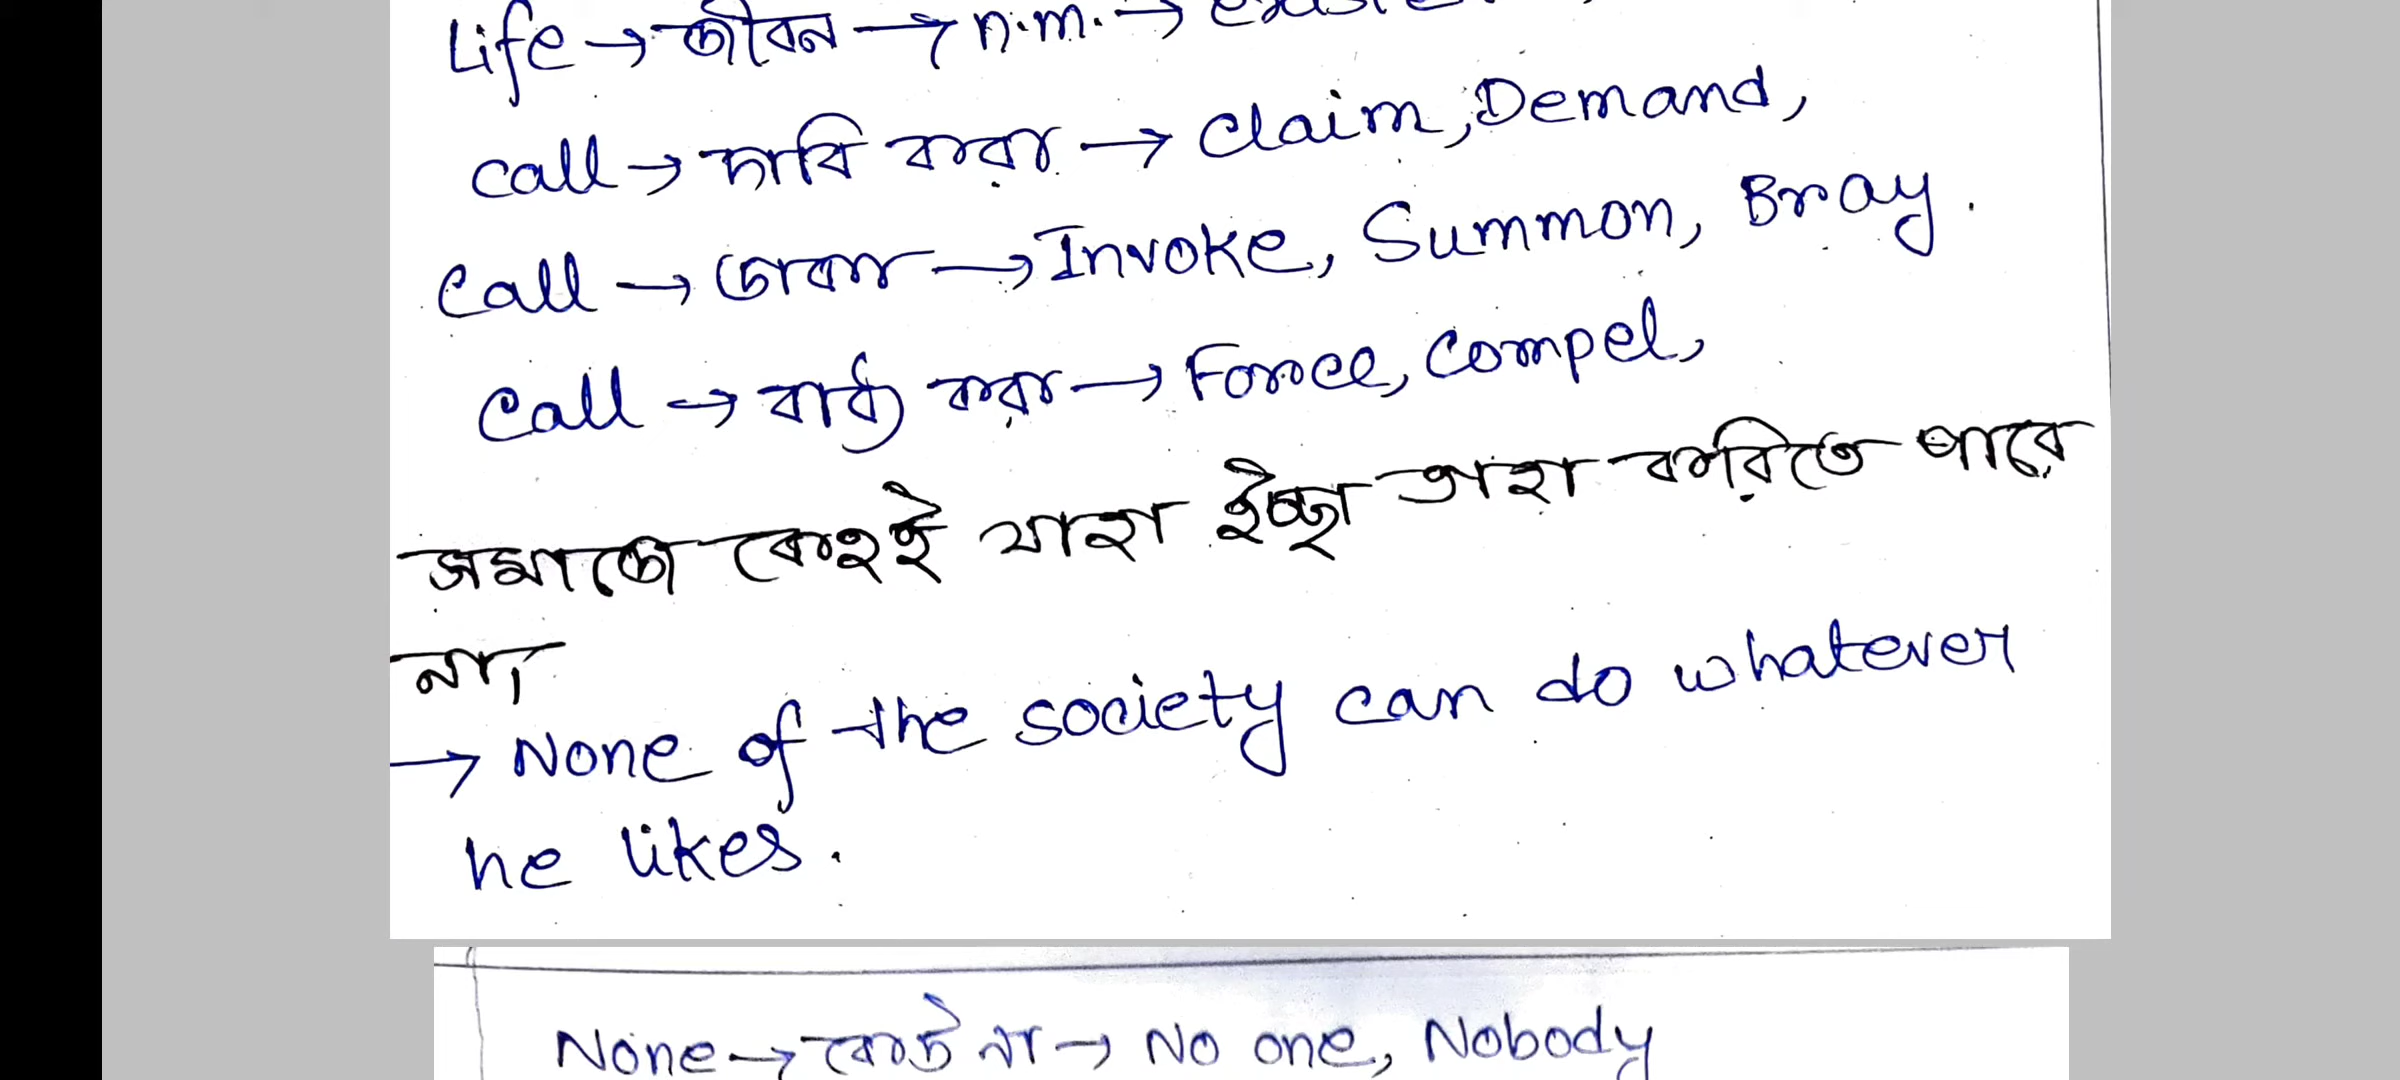 Life → জীবন → n.m. →
Call → দাবি করা → Claim, Demand,
Call → ডাকা → Invoke, Summon, Bray.
Call → বাধ্য করা → Force, Compel,
সমাজে কেহই যাহা ইচ্ছা তাহা করিতে পারে
না।
→ None of the society can do whatever
he likes.
None → কেউ না → No one, Nobody